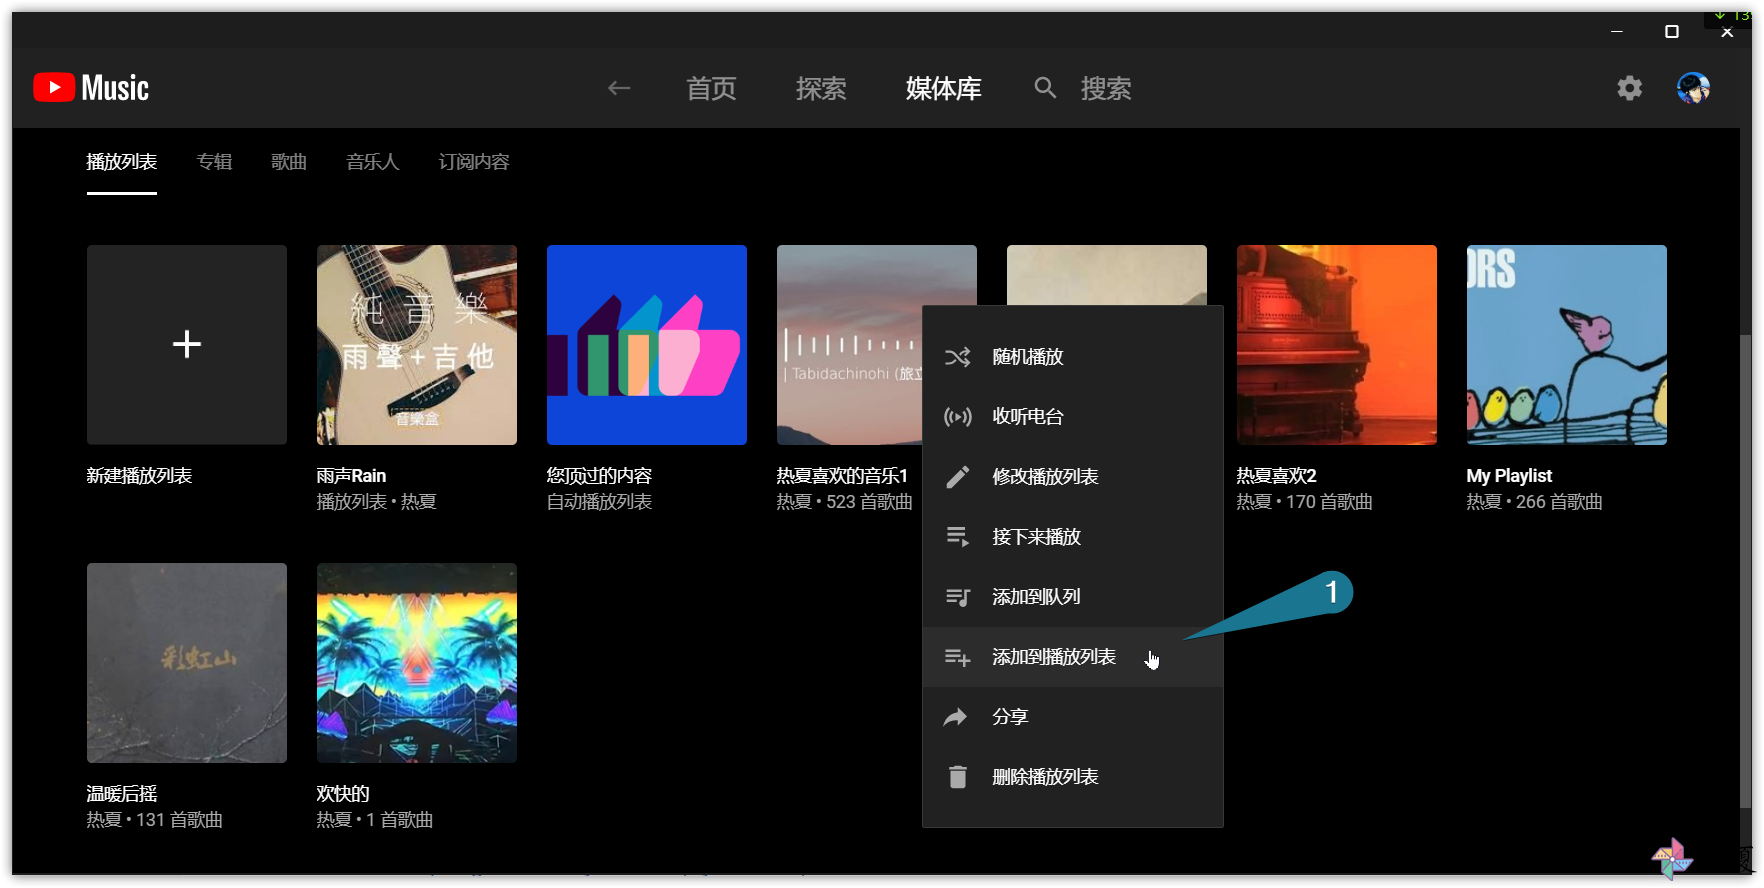 13
Music
首页
探索
媒体库
搜索
播放列表
专辑
歌曲
音乐人
订阅内容
純音樂
雨聲+吉他
音樂盒
| Tabidachinohi (旅立
ORS
新建播放列表
雨声Rain
播放列表 • 热夏
您顶过的内容
自动播放列表
热夏喜欢的音乐1
热夏 • 523 首歌曲
热夏喜欢2
热夏 • 170 首歌曲
My Playlist
热夏 • 266 首歌曲
随机播放
收听电台
修改播放列表
接下来播放
添加到队列
添加到播放列表
分享
删除播放列表
1
彩虹山
温暖后摇
热夏 • 131 首歌曲
欢快的
热夏 • 1 首歌曲
夏